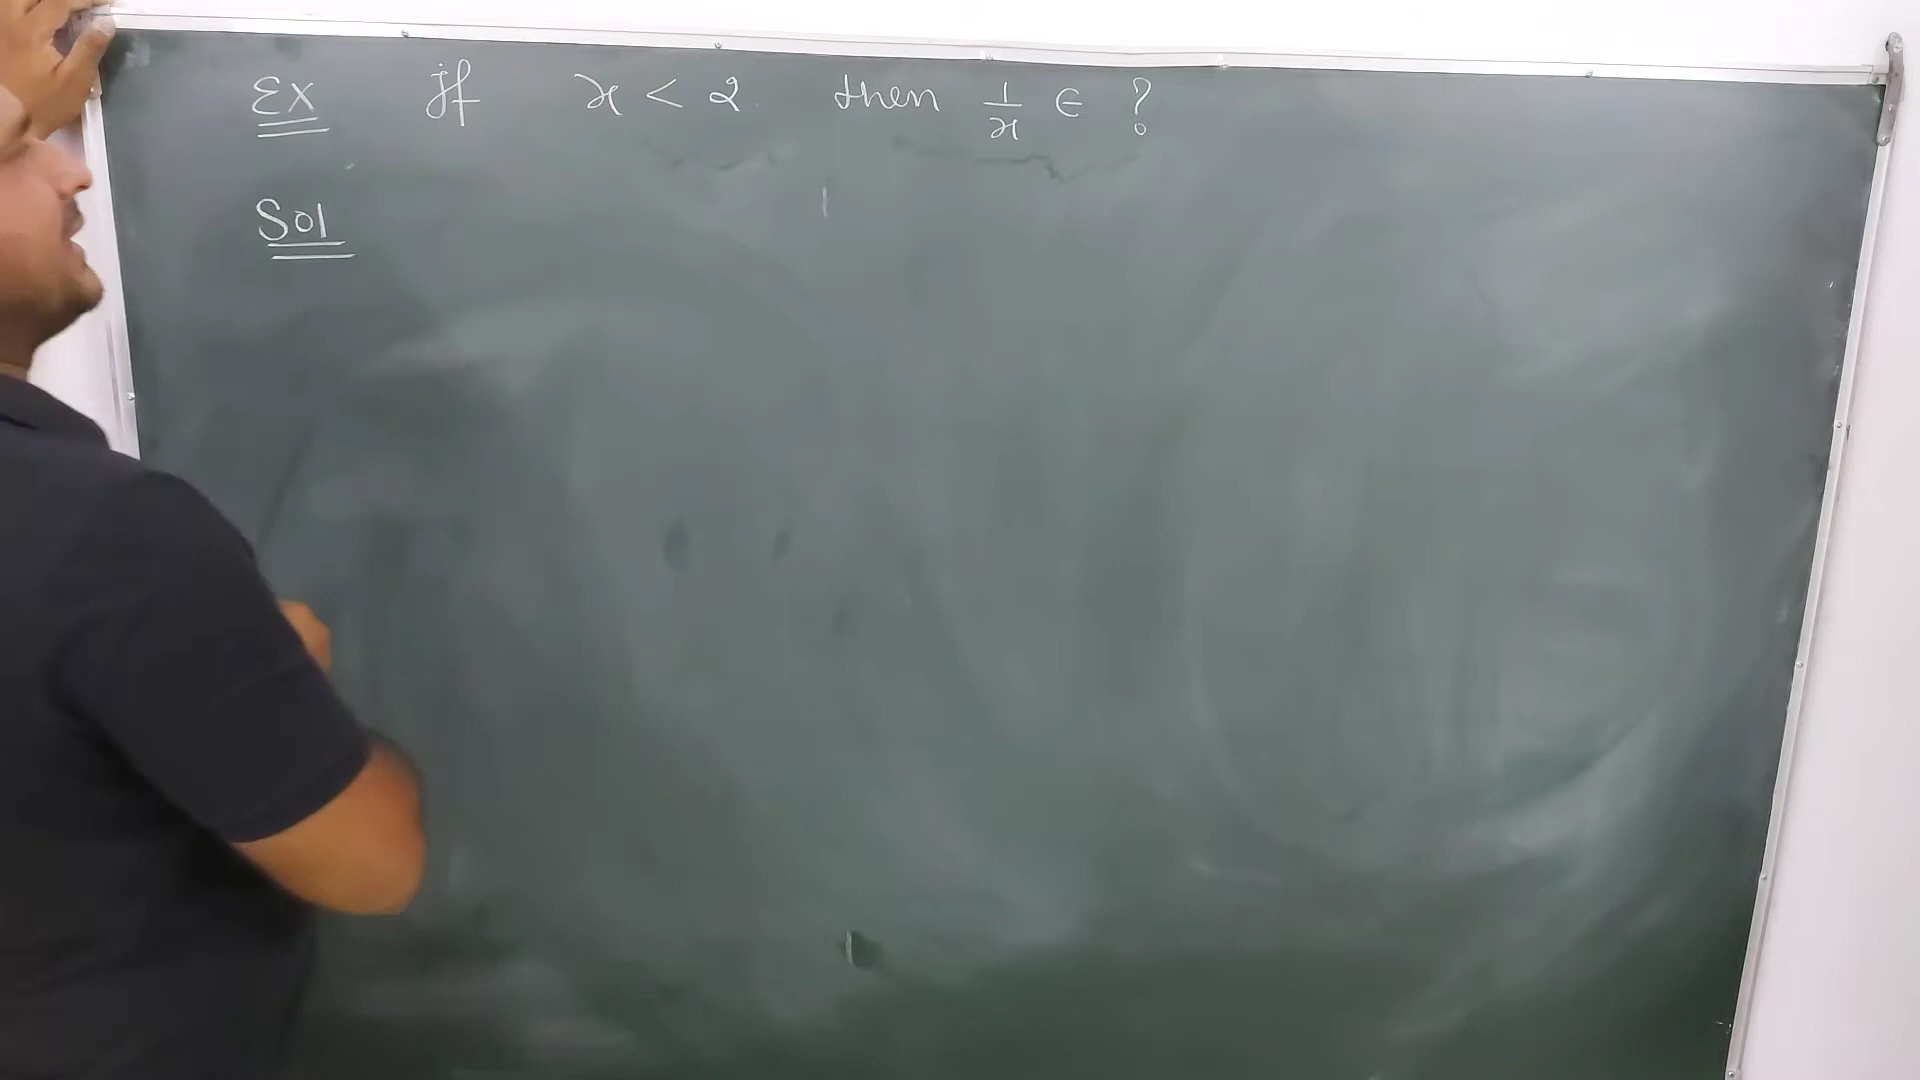 Ex If x < 2 then 1/x ∈ ?
Sol